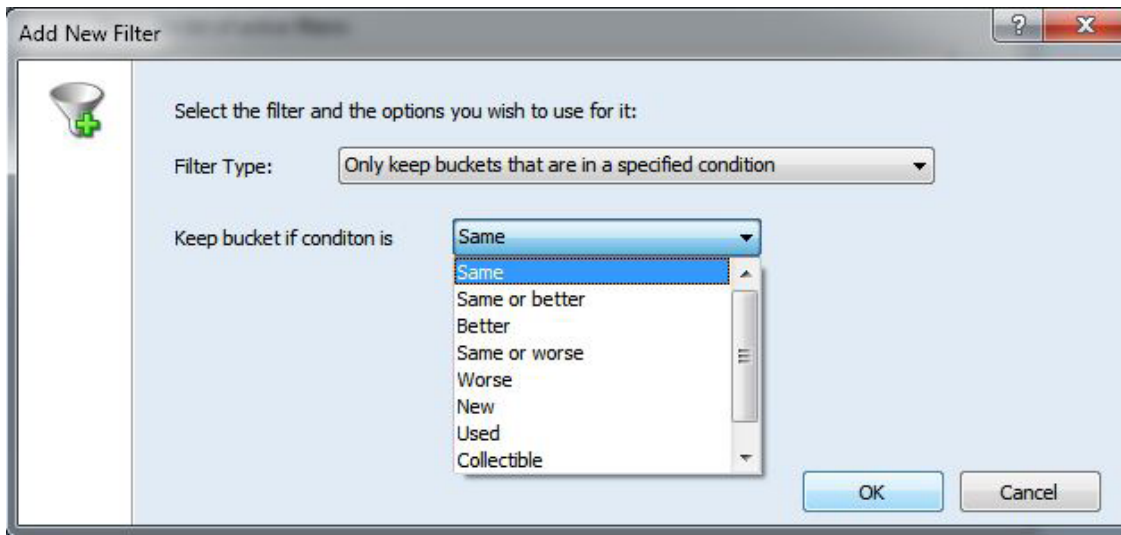 Add New Filter
Select the filter and the options you wish to use for it:
Filter Type: Only keep buckets that are in a specified condition
Keep bucket if conditon is Same
Same
Same or better
Better
Same or worse
Worse
New
Used
Collectible
OK Cancel